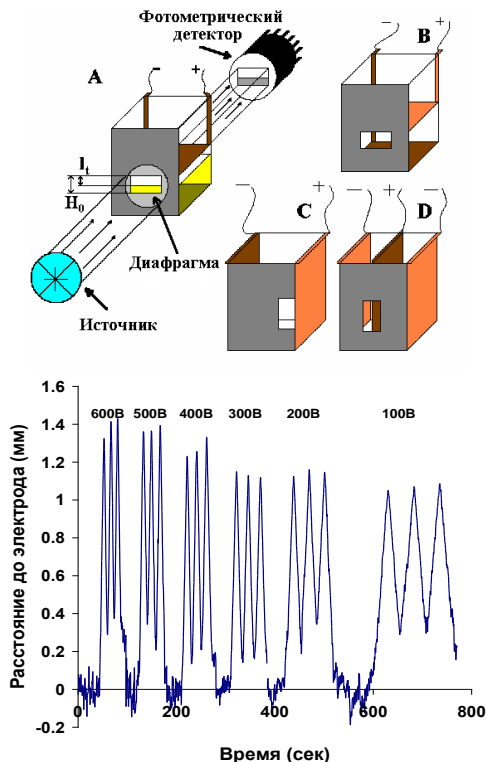 Фотометрический
детектор
A
-
+
B
-
+
lt
H0
Диафрагма
Источник
C
-
+
D
-
+
-
Расстояние до электрода (мм)
1.6
1.4
1.2
1
0.8
0.6
0.4
0.2
0
-0.2
600В 500В 400В 300В 200В 100В
0 200 400 600 800
Время (сек)